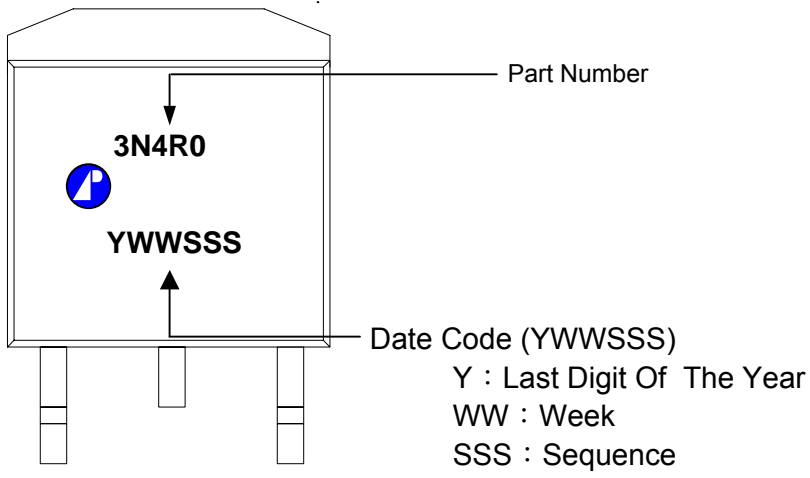 Part Number
3N4R0
YWWSSS
Date Code (YWWSSS)
Y：Last Digit Of The Year
WW：Week
SSS：Sequence